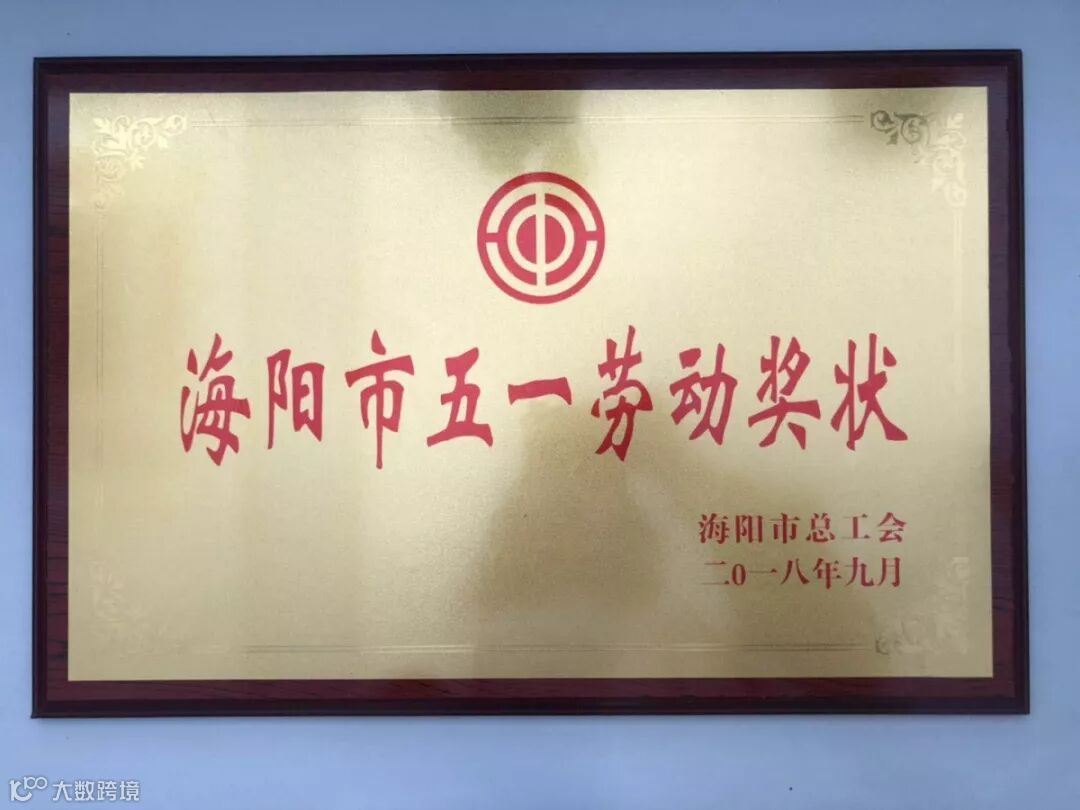 海阳市五一劳动奖状
海阳市总工会
二0一八年九月
大数跨境